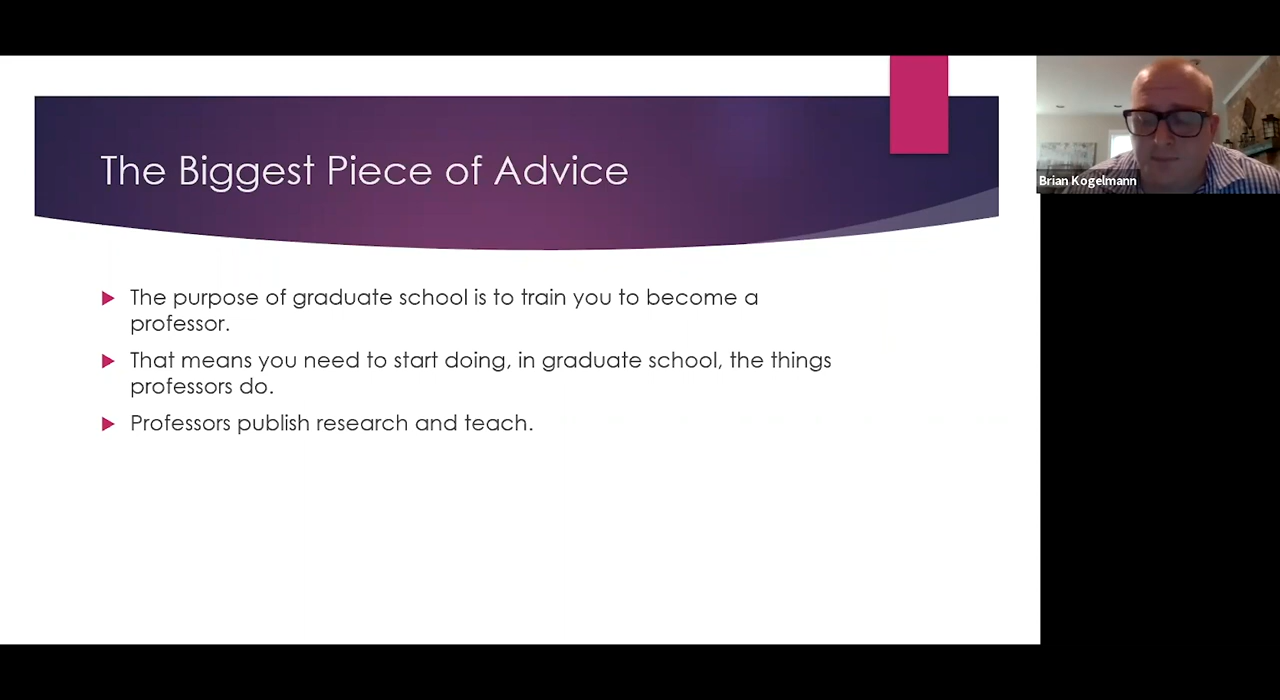 The Biggest Piece of Advice
The purpose of graduate school is to train you to become a
professor.
That means you need to start doing, in graduate school, the things
professors do.
Professors publish research and teach.
Brian Kogelmann